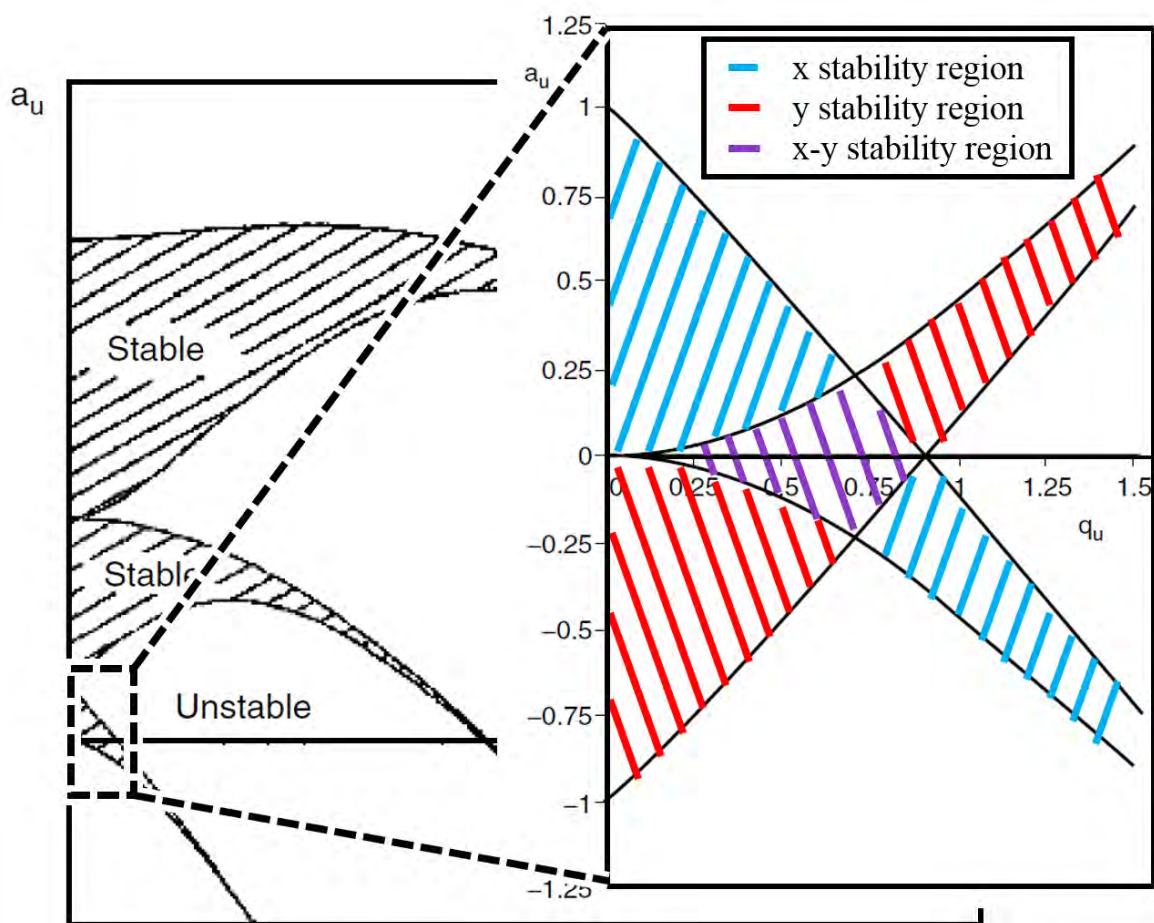 a_u
Stable
Stable
Unstable
1.25
a_u
1
0.75
0.5
0.25
0
−0.25
−0.5
−0.75
−1
−1.25
x stability region
y stability region
x-y stability region
0 0.25 0.5 0.75 1 1.25 1.5
q_u